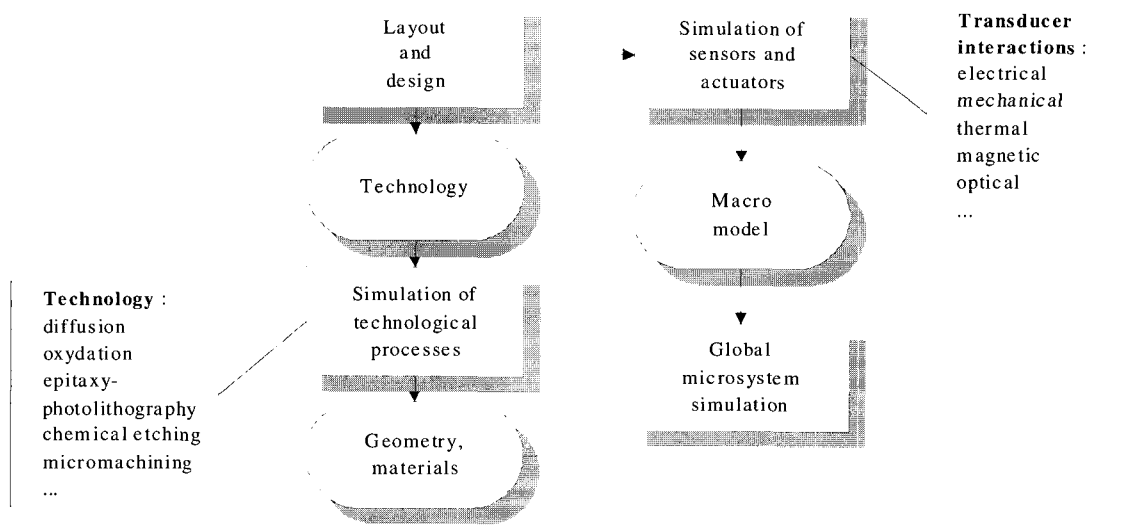 Layout
and
design
Technology
Simulation of
technological
processes
Geometry,
materials
Technology :
diffusion
oxydation
epitaxy-
photolithography
chemical etching
micromachining
...
Simulation of
sensors and
actuators
Macro
model
Global
microsystem
simulation
Transducer
interactions :
electrical
mechanical
thermal
magnetic
optical
...